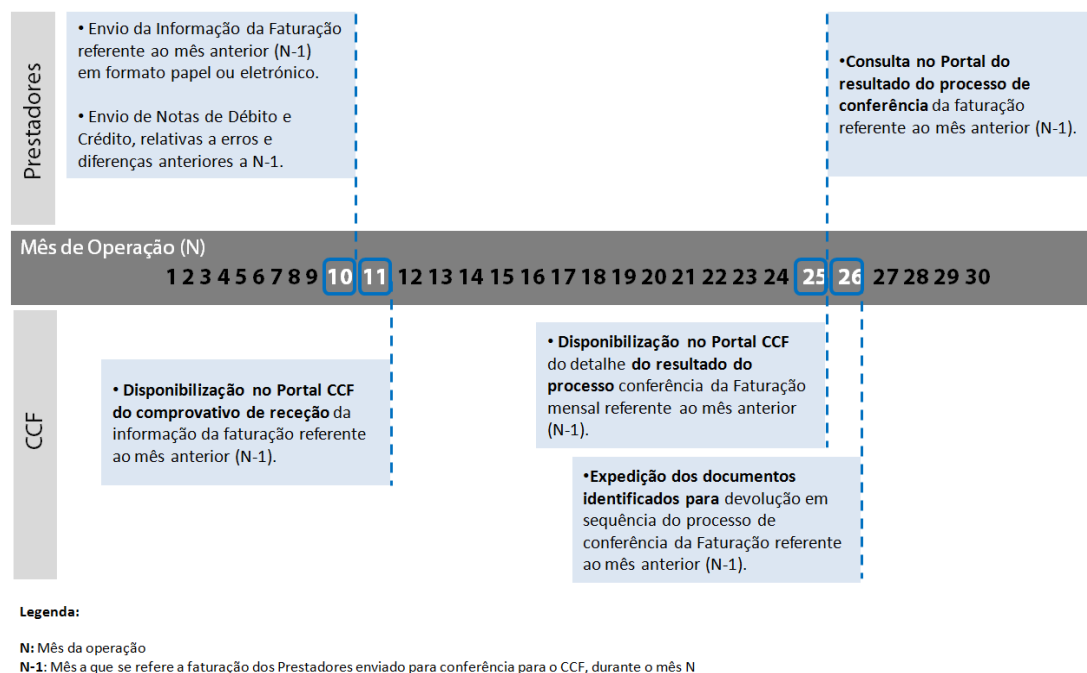 Prestadores
• Envio da Informação da Faturação
referente ao mês anterior (N-1)
em formato papel ou eletrónico.
• Envio de Notas de Débito e
Crédito, relativas a erros e
diferenças anteriores a N-1.
•Consulta no Portal do
resultado do processo de
conferência da faturação
referente ao mês anterior (N-1).
Mês de Operação (N)
1 2 3 4 5 6 7 8 9 10 11 12 13 14 15 16 17 18 19 20 21 22 23 24 25 26 27 28 29 30
CCF
• Disponibilização no Portal CCF
do comprovativo de receção da
informação da faturação referente
ao mês anterior (N-1).
• Disponibilização no Portal CCF
do detalhe do resultado do
processo conferência da Faturação
mensal referente ao mês anterior
(N-1).
•Expedição dos documentos
identificados para devolução em
sequência do processo de
conferência da Faturação referente
ao mês anterior (N-1).
Legenda:
N: Mês da operação
N-1: Mês a que se refere a faturação dos Prestadores enviado para conferência para o CCF, durante o mês N